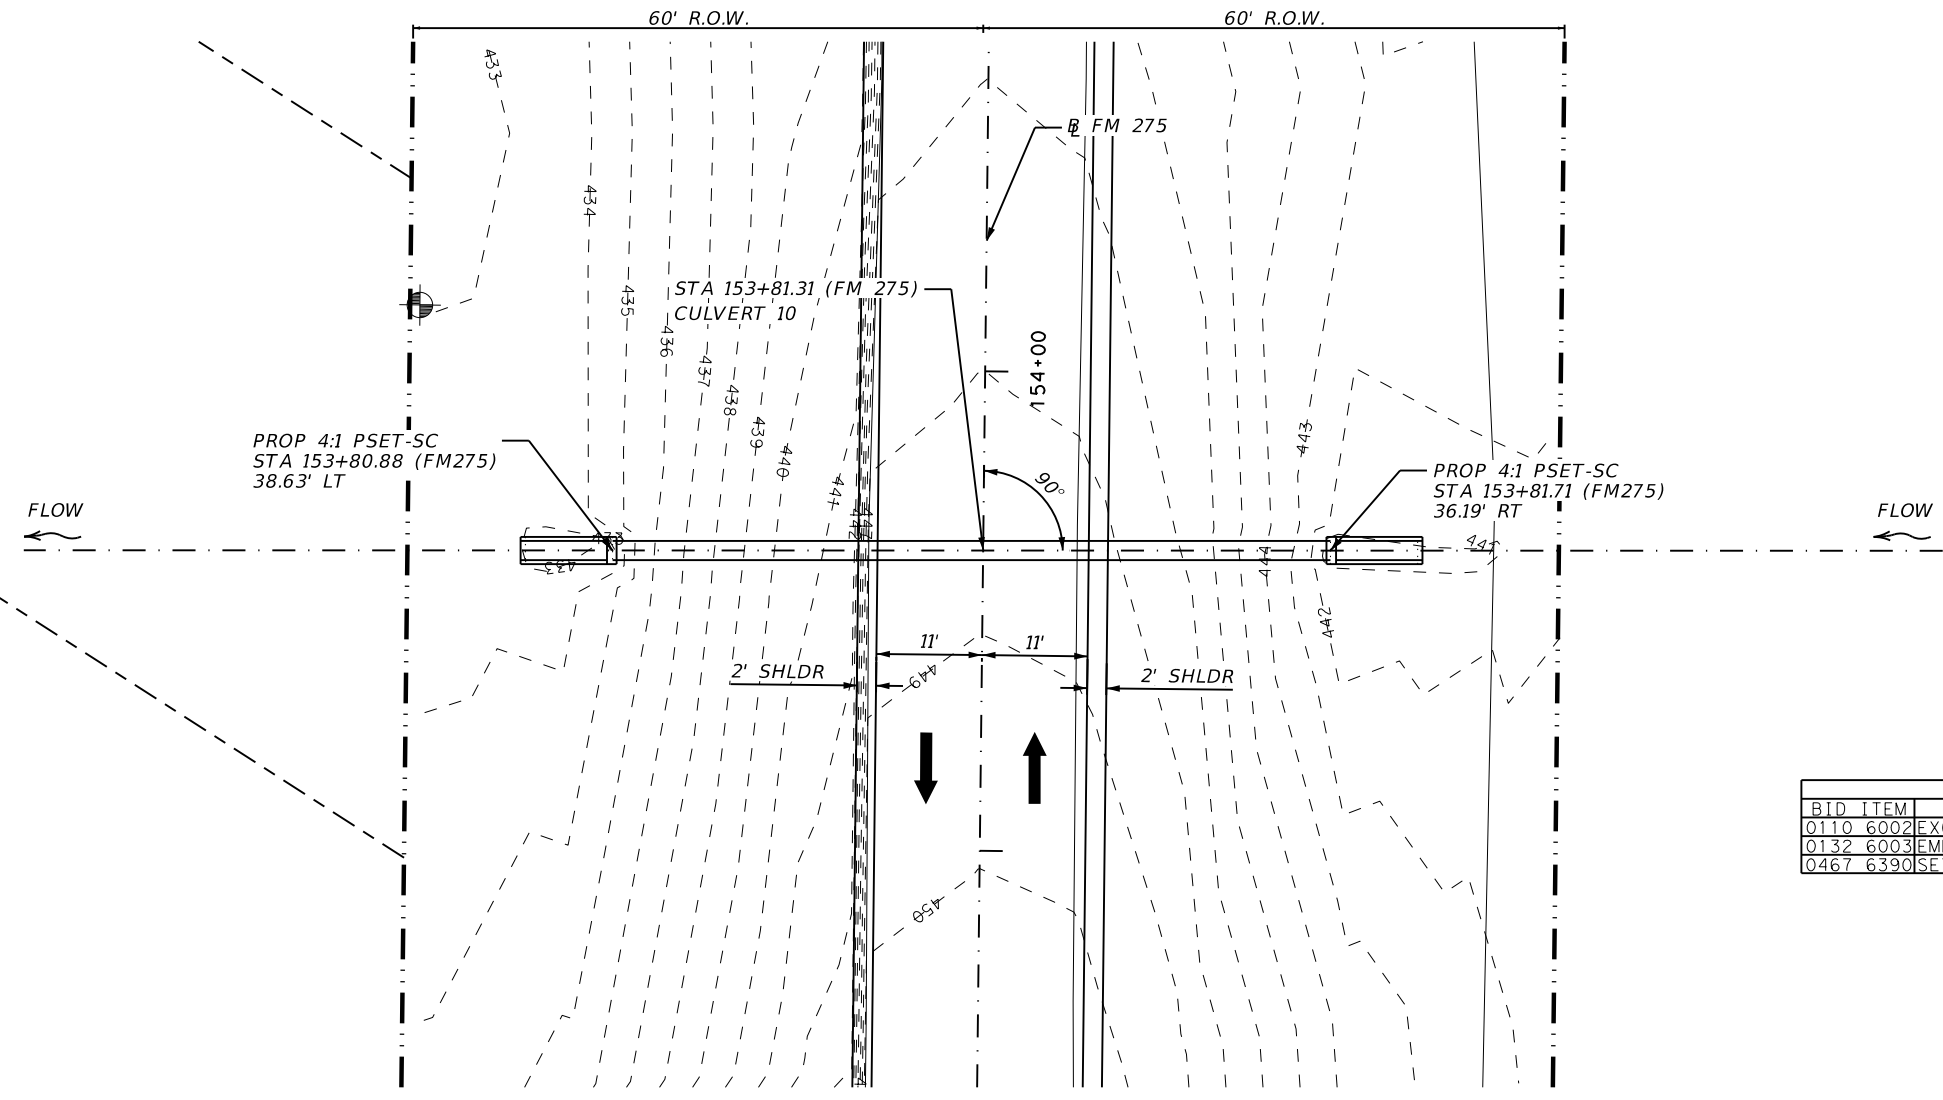 60' R.O.W.
60' R.O.W.
433
℄ FM 275
434
STA 153+81.31 (FM 275)
CULVERT 10
435
436
437
438
439
440
441
442
154+00
443
PROP 4:1 PSET-SC
STA 153+80.88 (FM275)
38.63' LT
PROP 4:1 PSET-SC
STA 153+81.71 (FM275)
36.19' RT
90°
FLOW
FLOW
433
444
442
11'
11'
2' SHLDR
2' SHLDR
449
450
BID ITEM
0110 6002
0132 6003
0467 6390